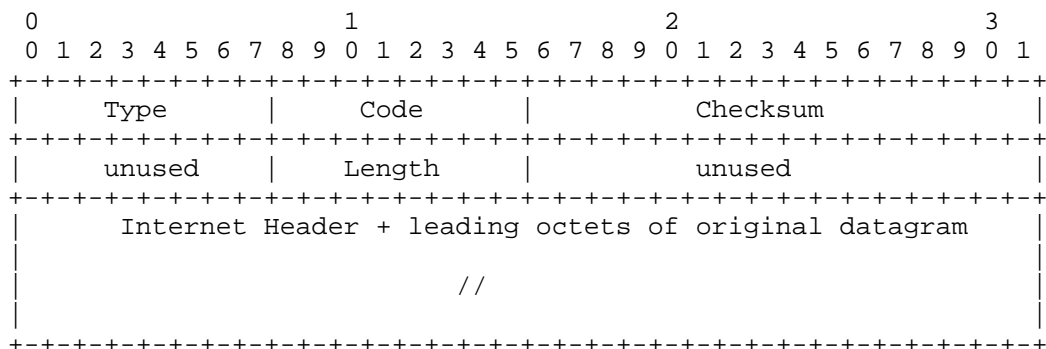 0                   1                   2                   3
 0 1 2 3 4 5 6 7 8 9 0 1 2 3 4 5 6 7 8 9 0 1 2 3 4 5 6 7 8 9 0 1
+-+-+-+-+-+-+-+-+-+-+-+-+-+-+-+-+-+-+-+-+-+-+-+-+-+-+-+-+-+-+-+-+
|     Type      |     Code      |          Checksum             |
+-+-+-+-+-+-+-+-+-+-+-+-+-+-+-+-+-+-+-+-+-+-+-+-+-+-+-+-+-+-+-+-+
|     unused    |    Length     |          unused               |
+-+-+-+-+-+-+-+-+-+-+-+-+-+-+-+-+-+-+-+-+-+-+-+-+-+-+-+-+-+-+-+-+
|      Internet Header + leading octets of original datagram    |
|                                                               |
|                           //                                  |
|                                                               |
+-+-+-+-+-+-+-+-+-+-+-+-+-+-+-+-+-+-+-+-+-+-+-+-+-+-+-+-+-+-+-+-+